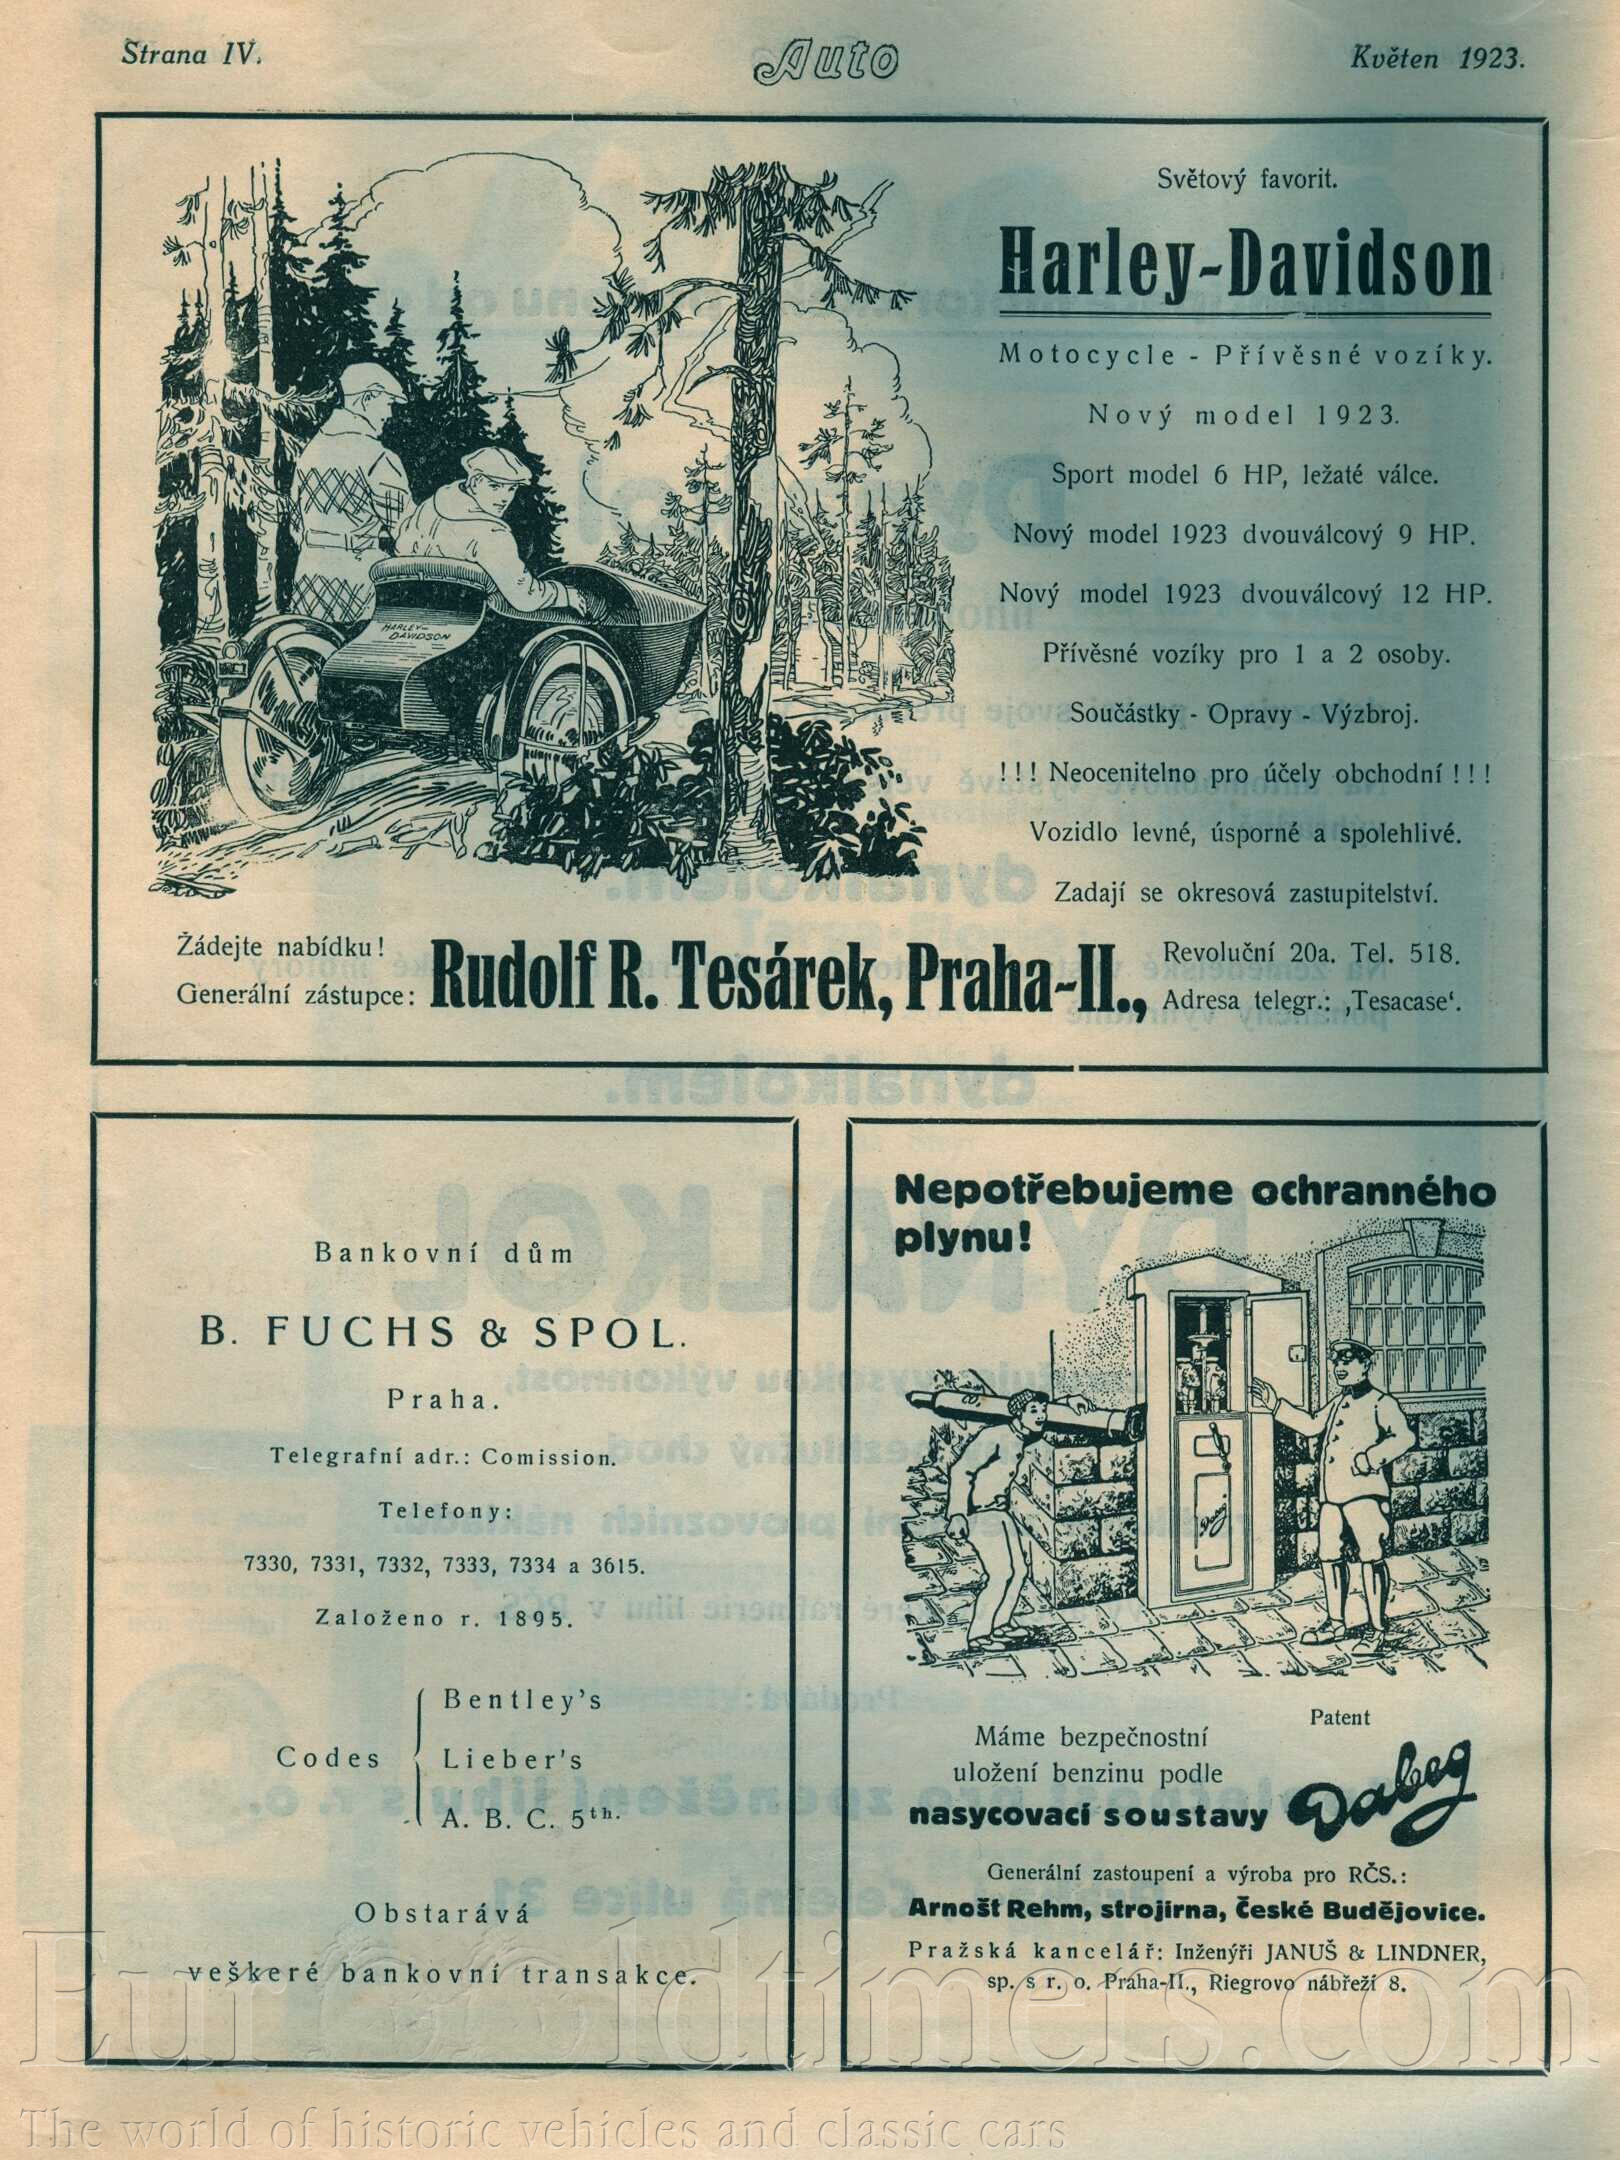 Strana IV.
Auto
Květen 1923.
Světový favorit.
Harley-Davidson
Motocycle - Přívěsné vozíky.
Nový model 1923.
Sport model 6 HP, ležaté válce.
Nový model 1923 dvouválcový 9 HP.
Nový model 1923 dvouválcový 12 HP.
Přívěsné vozíky pro 1 a 2 osoby.
Součástky - Opravy - Výzbroj.
!!! Neocenitelno pro účely obchodní !!!
Vozidlo levné, úsporné a spolehlivé.
Zadají se okresová zastupitelství.
HARLEY-
DAVIDSON
Žádejte nabídku!
Generální zástupce:
Rudolf R. Tesárek, Praha-II.,
Revoluční 20a. Tel. 518.
Adresa telegr.: ‚Tesacase‘.
Bankovní dům
B. FUCHS & SPOL.
Praha.
Telegrafní adr.: Comission.
Telefony:
7330, 7331, 7332, 7333, 7334 a 3615.
Založeno r. 1895.
Codes
Bentley's
Lieber's
A. B. C. 5th.
Obstarává
veškeré bankovní transakce.
Nepotřebujeme ochranného
plynu!
Dabeg
Máme bezpečnostní
uložení benzinu podle
nasycovací soustavy
Patent
Dabeg
Generální zastoupení a výroba pro RČS.:
Arnošt Rehm, strojírna, České Budějovice.
Pražská kancelář: Inženýři JANUŠ & LINDNER,
sp. s r. o. Praha-II., Riegrovo nábřeží 8.
EuroOldtimers.com
The world of historic vehicles and classic cars